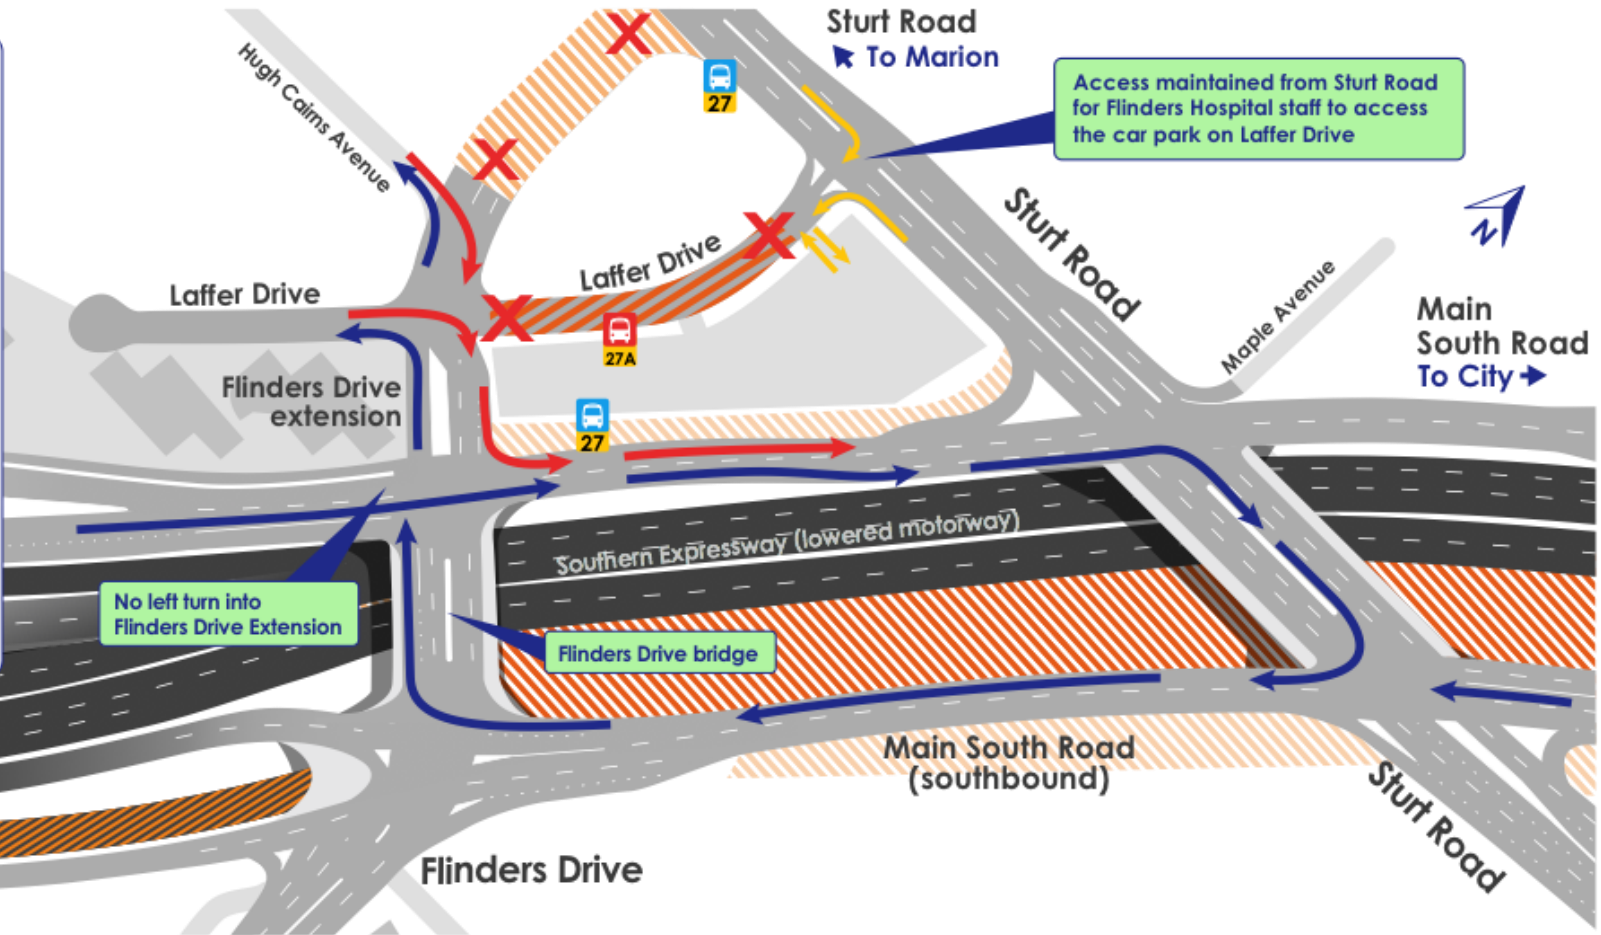 Sturt Road
To Marion
Hugh Cairns Avenue
27
Access maintained from Sturt Road
for Flinders Hospital staff to access
the car park on Laffer Drive
Sturt Road
N
Laffer Drive
Laffer Drive
27A
Maple Avenue
Main
South Road
To City
Flinders Drive
extension
27
Southern Expressway (lowered motorway)
No left turn into
Flinders Drive Extension
Flinders Drive bridge
Main South Road
(southbound)
Sturt Road
Flinders Drive